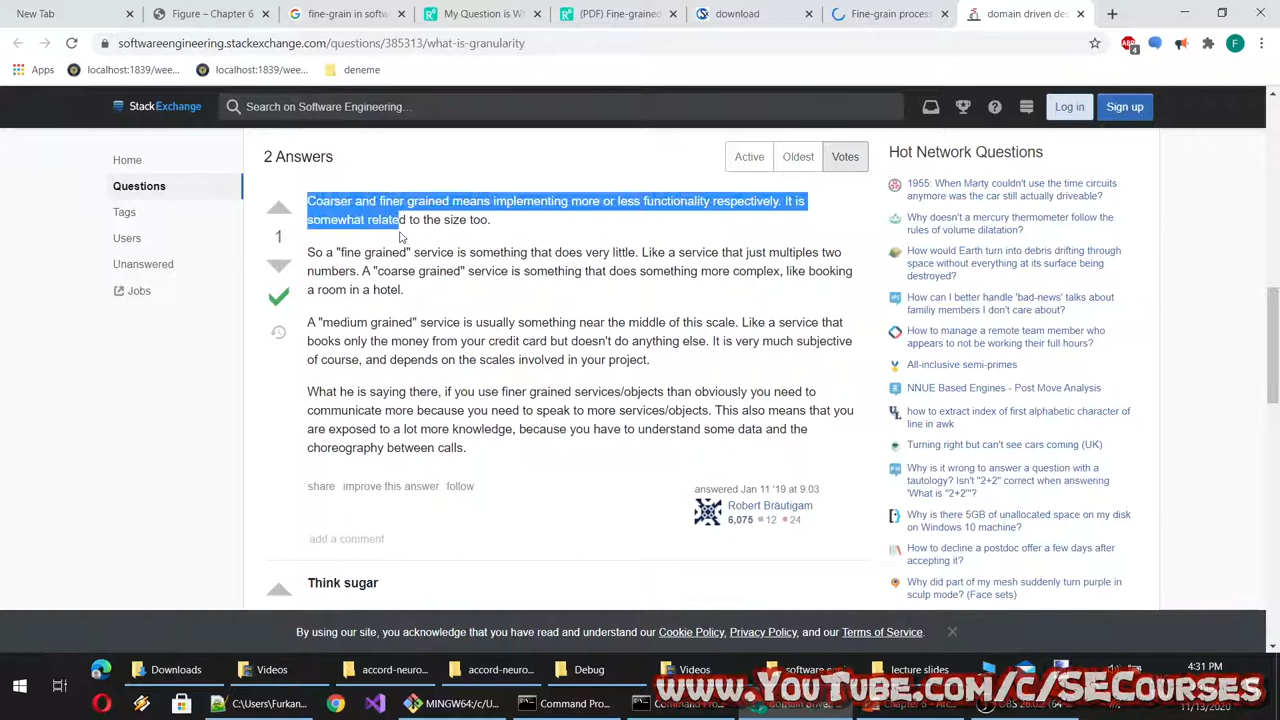 New Tab
Figure – Chapter 6
fine-grain in softw
My Question is Wh
(PDF) Fine-grained
download
Fine-grain process
domain driven des
softwareengineering.stackexchange.com/questions/385313/what-is-granularity
Apps
localhost:1839/wee...
localhost:1839/wee...
deneme
StackExchange
Search on Software Engineering...
Log in
Sign up
Home
Questions
Tags
Users
Unanswered
Jobs
2 Answers
Active
Oldest
Votes
1
Coarser and finer grained means implementing more or less functionality respectively. It is
somewhat related to the size too.
So a "fine grained" service is something that does very little. Like a service that just multiples two
numbers. A "coarse grained" service is something that does something more complex, like booking
a room in a hotel.
A "medium grained" service is usually something near the middle of this scale. Like a service that
books only the money from your credit card but doesn't do anything else. It is very much subjective
of course, and depends on the scales involved in your project.
What he is saying there, if you use finer grained services/objects than obviously you need to
communicate more because you need to speak to more services/objects. This also means that you
are exposed to a lot more knowledge, because you have to understand some data and the
choreography between calls.
share improve this answer follow
answered Jan 11 '19 at 9:03
Robert Bräutigam
6,075 12 24
add a comment
Think sugar
Hot Network Questions
1955: When Marty couldn't use the time circuits
anymore was the car still actually driveable?
Why doesn't a mercury thermometer follow the
rules of volume dilatation?
How would Earth turn into debris drifting through
space without everything at its surface being
destroyed?
How can I better handle 'bad-news' talks about
familiy members I don't care about?
How to manage a remote team member who
appears to not be working their full hours?
All-inclusive semi-primes
NNUE Based Engines - Post Move Analysis
how to extract index of first alphabetic character of
line in awk
Turning right but can't see cars coming (UK)
Why is it wrong to answer a question with a
tautology? Isn't "2+2" correct when answering
'What is "2+2"'?
Why is there 5GB of unallocated space on my disk
on Windows 10 machine?
How to decline a postdoc offer a few days after
accepting it?
Why did part of my mesh suddenly turn purple in
sculp mode? (Face sets)
By using our site, you acknowledge that you have read and understand our Cookie Policy, Privacy Policy, and our Terms of Service.
Downloads
Videos
accord-neuro...
accord-neuro...
Debug
Videos
software
lecture slides
4:31 PM
C:\Users\Furkan...
MINGW64:/c/U...
Command Pro...
Command Pro
domain driv
Chapter 6 - Arc
OBS 26.0.2 (64
11/13/2020
www.YouTube.com/c/SECourses